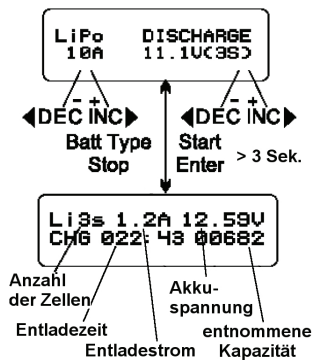 LiPo DISCHARGE
10A 11.1V(3S)
− + − +
◀DEC INC▶ ◀DEC INC▶
Batt Type Start
Stop Enter > 3 Sek.
Li3s 1.2A 12.59V
CHG 022:43 00682
Anzahl
der Zellen
Akku-
spannung
Entladezeit
entnommene
Kapazität
Entladestrom